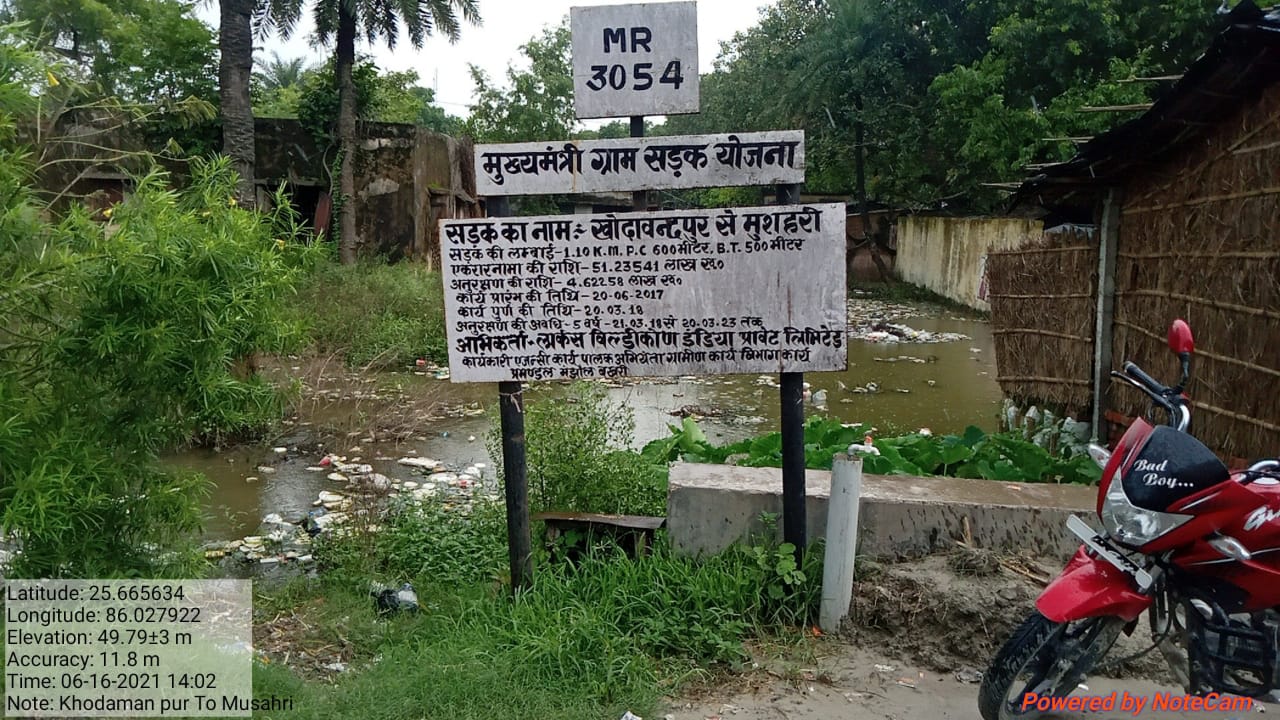 MR
3054
मुख्यमंत्री ग्राम सड़क योजना
सड़क का नाम:- खोदावन्दपुर से मुशहरी
सड़क की लम्बाई-1.10 K.M. P.C 600 मीटर. B.T. 500 मीटर
एकरारनामा की राशि-51.23541 लाख रू०
अनुरक्षण की राशि-4.62258 लाख रू०
कार्य प्रारंभ की तिथि-20-06-2017
कार्य पुर्ण की तिथि-20.03.18
अनुरक्षण की अवधि-5 वर्ष-21.03.18 से 20.03.23 तक
अभिकर्ता- बिल्डीकोण इंडिया प्रावेट लिमिटेड
कार्यकारी एजेन्सी कार्य पालक अभियंता ग्रामीण कार्य विभाग कार्य
प्रमण्डल मंझौल बखरी
Bad
Boy...
Latitude: 25.665634
Longitude: 86.027922
Elevation: 49.79±3 m
Accuracy: 11.8 m
Time: 06-16-2021 14:02
Note: Khodaman pur To Musahri
Powered by NoteCam